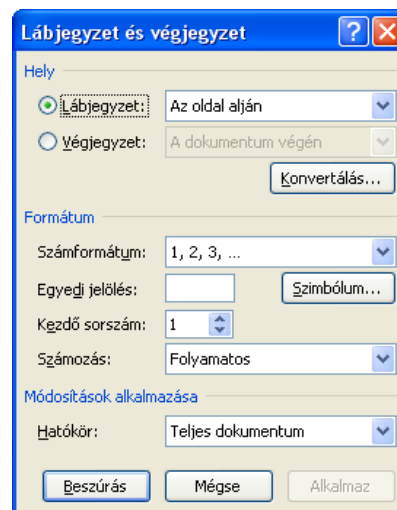 Lábjegyzet és végjegyzet
Hely
Lábjegyzet: Az oldal alján
Végjegyzet: A dokumentum végén
Konvertálás...
Formátum
Számformátum: 1, 2, 3, ...
Egyedi jelölés: Szimbólum...
Kezdő sorszám: 1
Számozás: Folyamatos
Módosítások alkalmazása
Hatókör: Teljes dokumentum
Beszúrás Mégse Alkalmaz